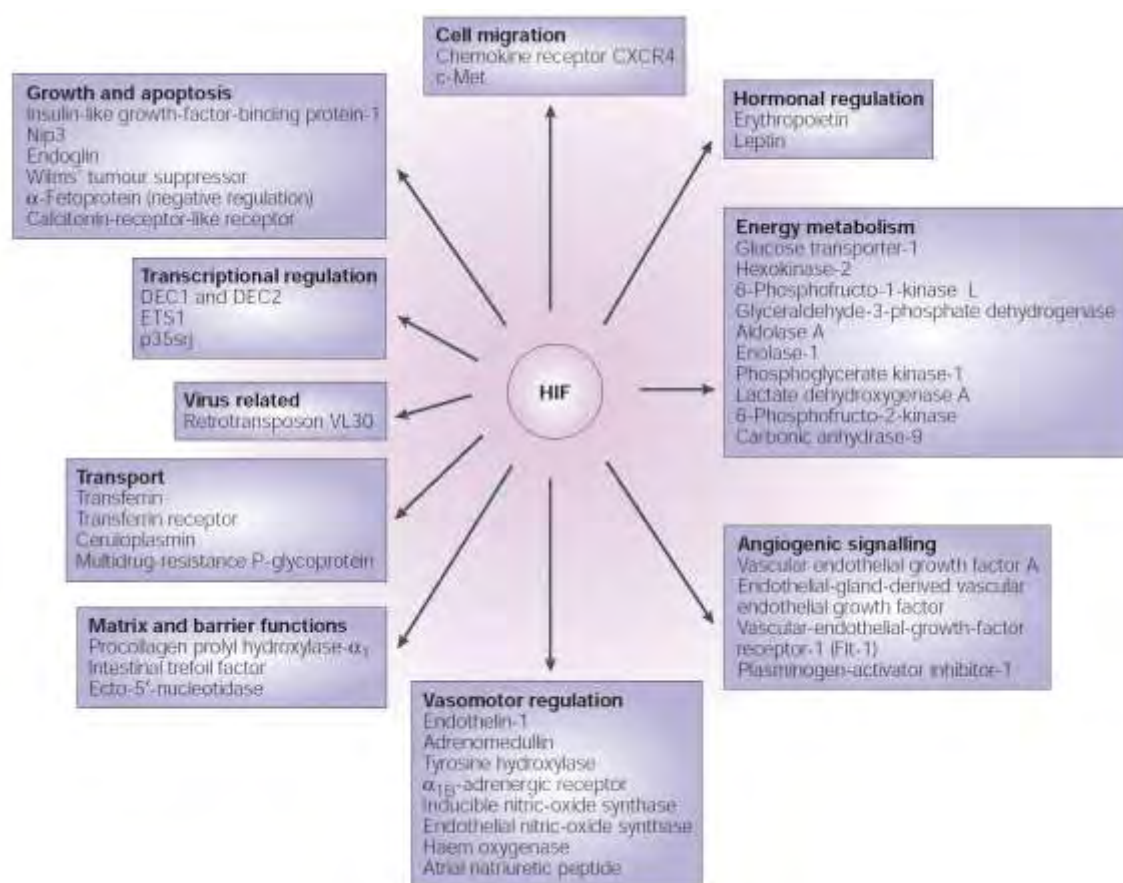 Cell migration
Chemokine receptor CXCR4
c-Met
Growth and apoptosis
Insulin-like growth-factor-binding protein-1
Nip3
Endoglin
Wilms' tumour suppressor
α-Fetoprotein (negative regulation)
Calcitonin-receptor-like receptor
Hormonal regulation
Erythropoietin
Leptin
Transcriptional regulation
DEC1 and DEC2
ETS1
p35srj
Energy metabolism
Glucose transporter-1
Hexokinase-2
6-Phosphofructo-1-kinase L
Glyceraldehyde-3-phosphate dehydrogenase
Aldolase A
Enolase-1
Phosphoglycerate kinase-1
Lactate dehydroxygenase A
6-Phosphofructo-2-kinase
Carbonic anhydrase-9
HIF
Virus related
Retrotransposon VL30
Transport
Transferrin
Transferrin receptor
Ceruloplasmin
Multidrug-resistance P-glycoprotein
Angiogenic signalling
Vascular endothelial growth factor A
Endothelial-gland-derived vascular
endothelial growth factor
Vascular-endothelial-growth-factor
receptor-1 (Flt-1)
Plasminogen-activator inhibitor-1
Matrix and barrier functions
Procollagen prolyl hydroxylase-α1
Intestinal trefoil factor
Ecto-5'-nucleotidase
Vasomotor regulation
Endothelin-1
Adrenomedullin
Tyrosine hydroxylase
α1B-adrenergic receptor
Inducible nitric-oxide synthase
Endothelial nitric-oxide synthase
Haem oxygenase
Atrial natriuretic peptide